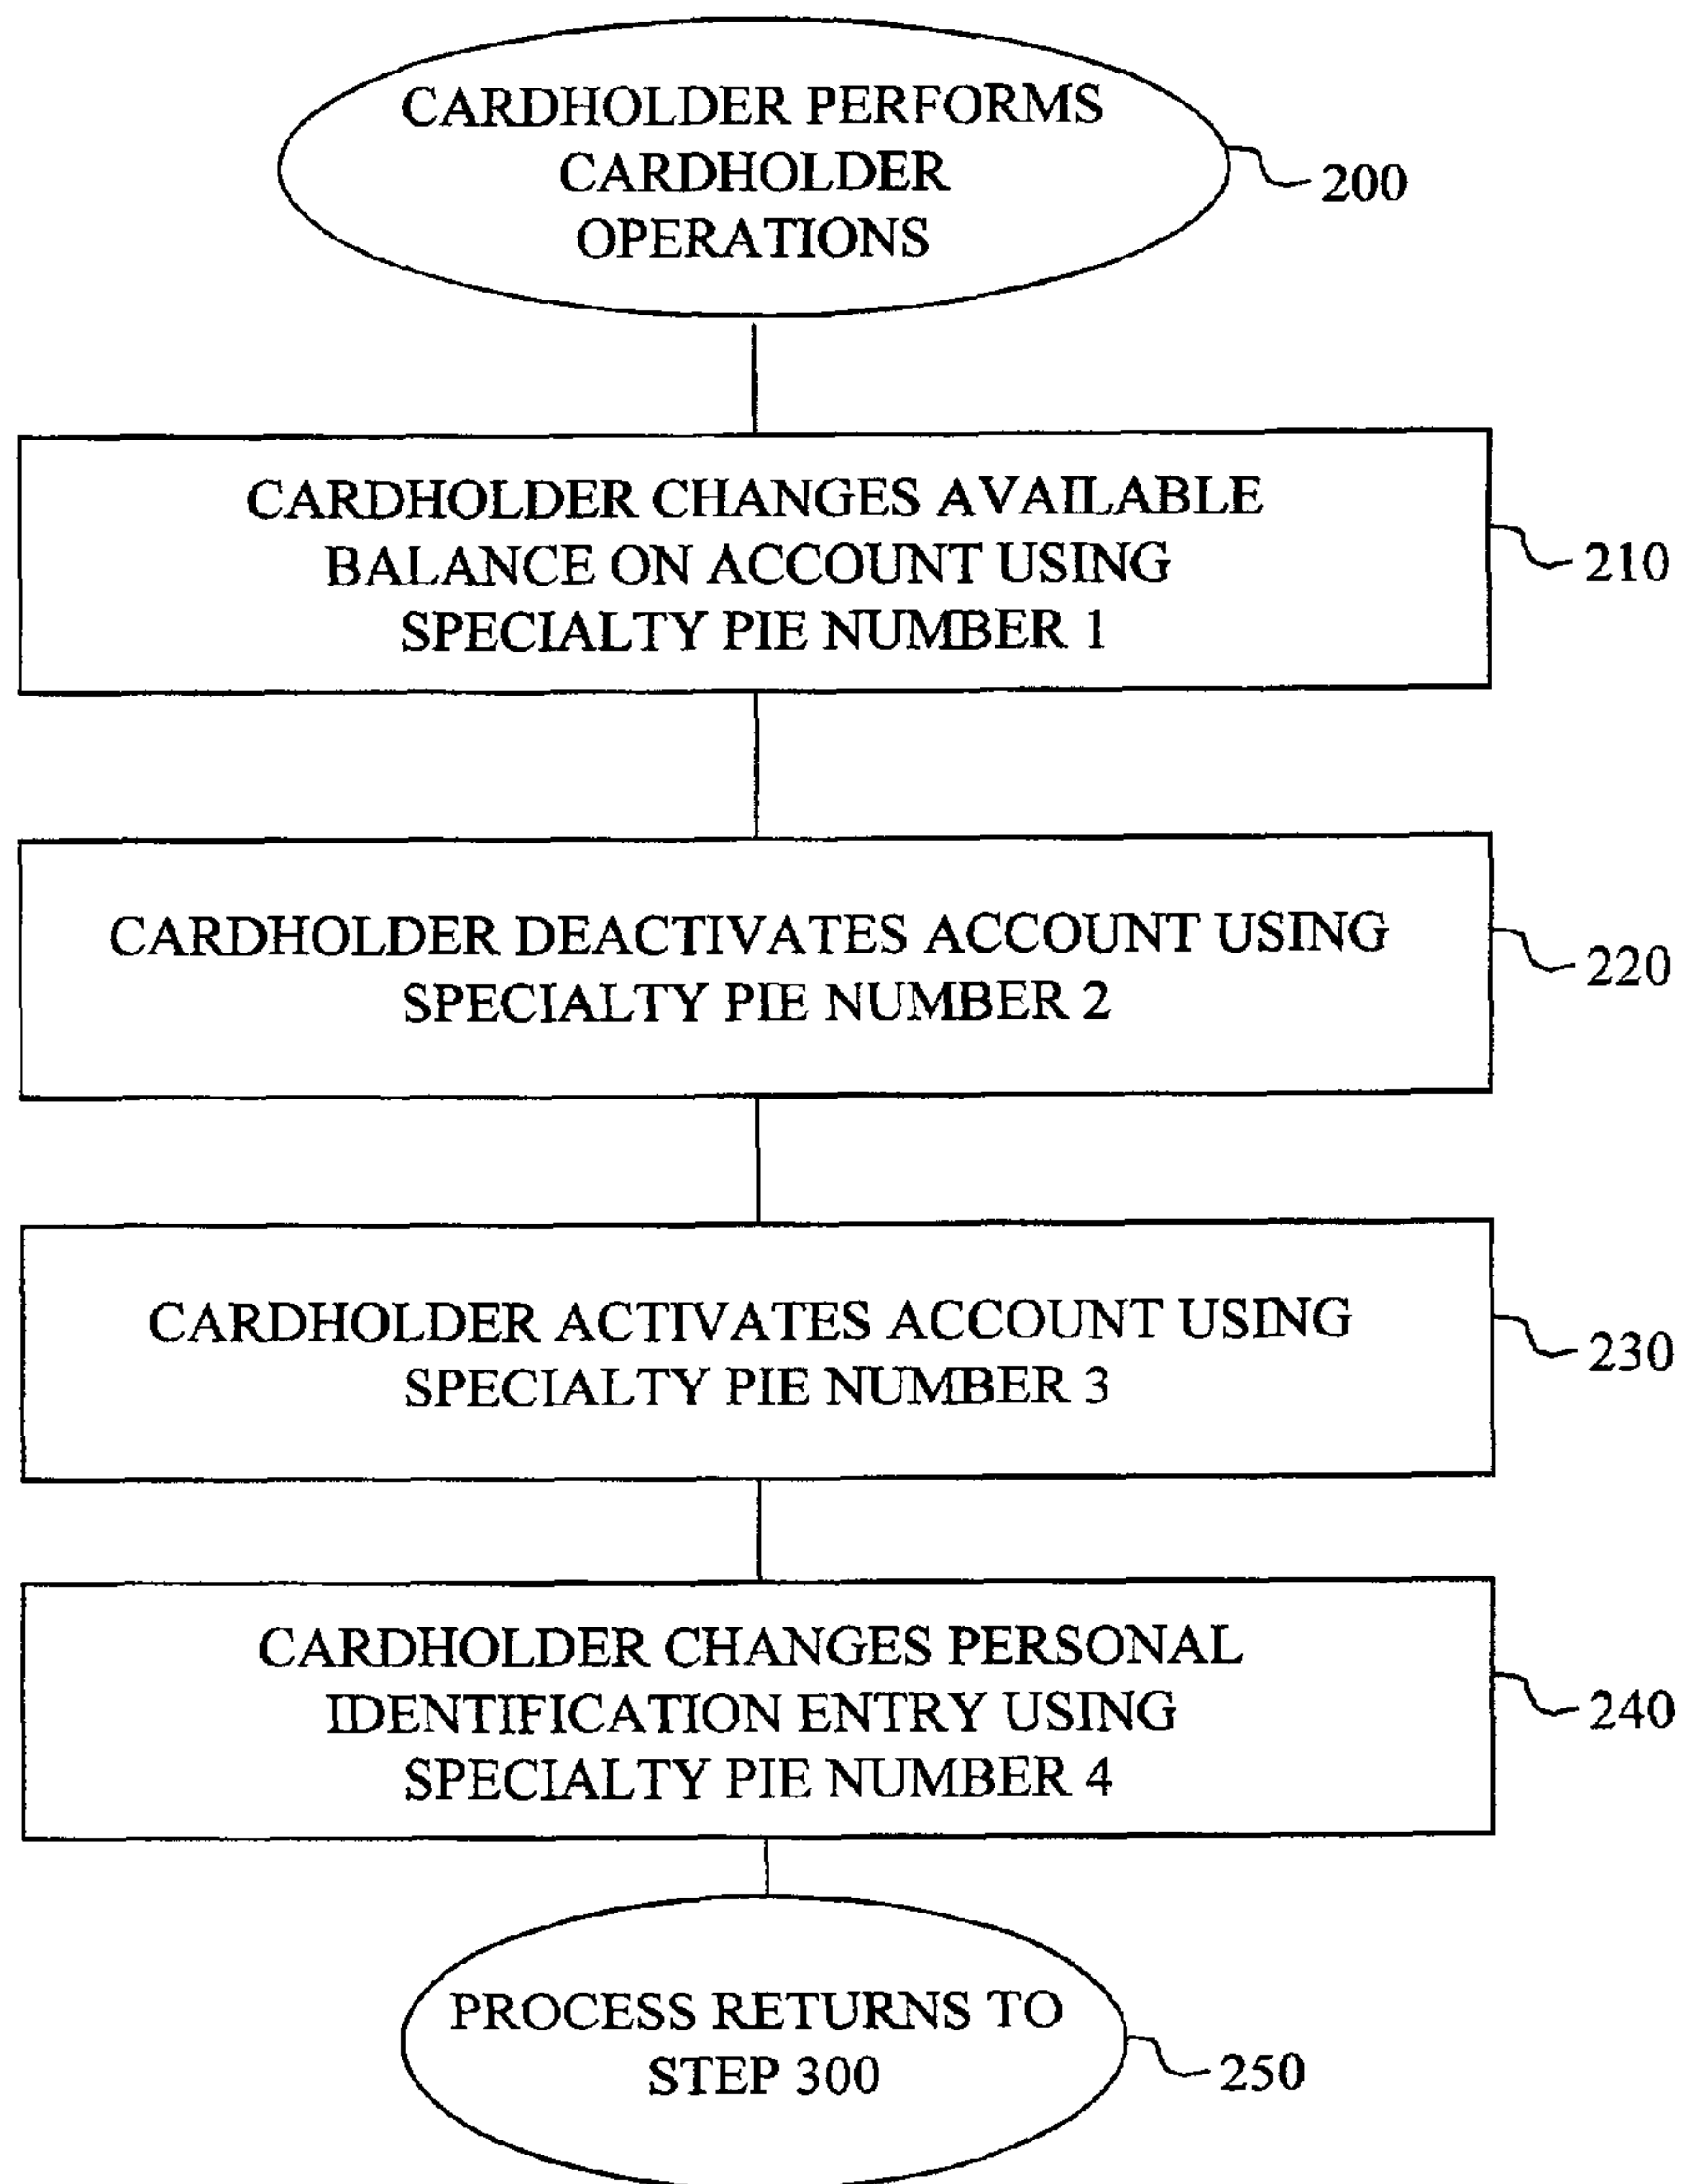 CARDHOLDER PERFORMS
CARDHOLDER
OPERATIONS
200
CARDHOLDER CHANGES AVAILABLE
BALANCE ON ACCOUNT USING
SPECIALTY PIE NUMBER 1
210
CARDHOLDER DEACTIVATES ACCOUNT USING
SPECIALTY PIE NUMBER 2
220
CARDHOLDER ACTIVATES ACCOUNT USING
SPECIALTY PIE NUMBER 3
230
CARDHOLDER CHANGES PERSONAL
IDENTIFICATION ENTRY USING
SPECIALTY PIE NUMBER 4
240
PROCESS RETURNS TO
STEP 300
250